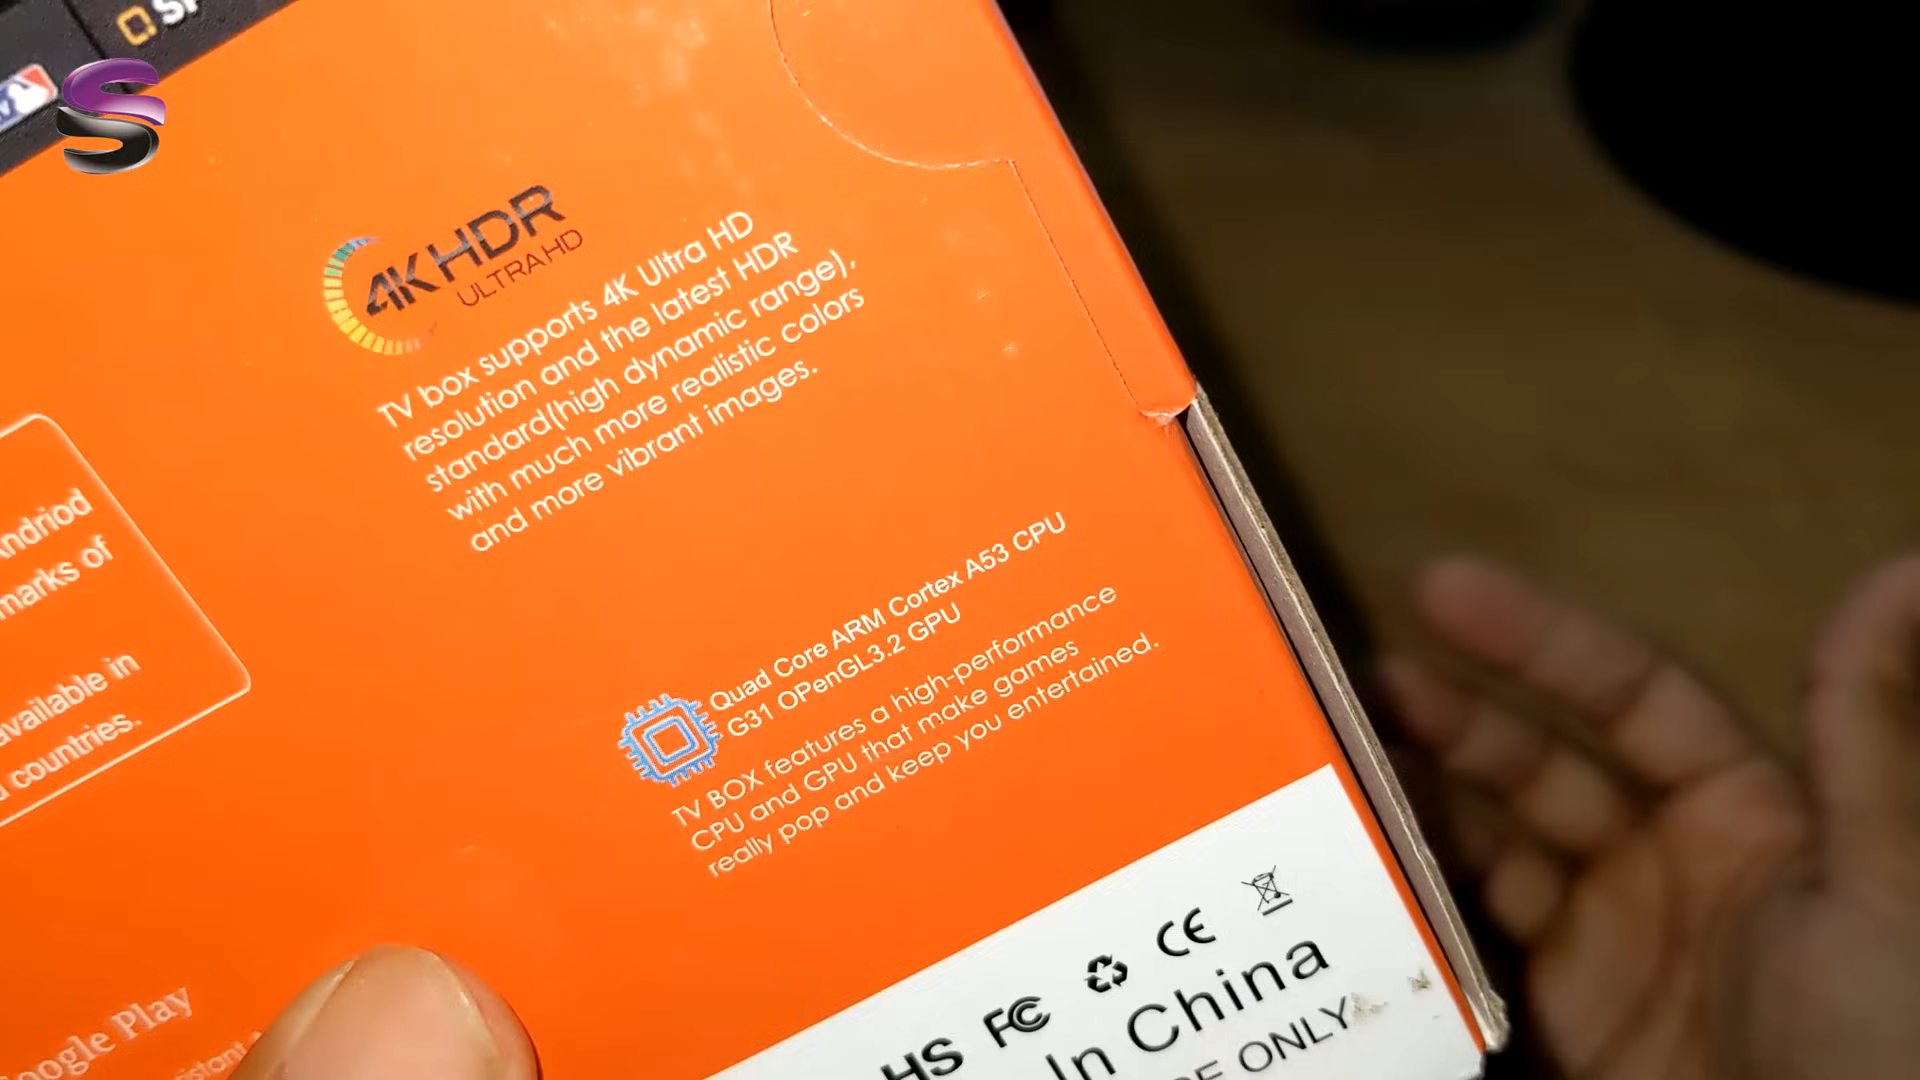 4K HDR
ULTRA HD
TV box supports 4K Ultra HD
resolution and the latest HDR
standard(high dynamic range),
with much more realistic colors
and more vibrant images.
Andriod
marks of
available in
countries.
Quad Core ARM Cortex A53 CPU
G31 OPenGL3.2 GPU
TV BOX features a high-performance
CPU and GPU that make games
really pop and keep you entertained.
Google Play
HS FC CE
In China
ONLY